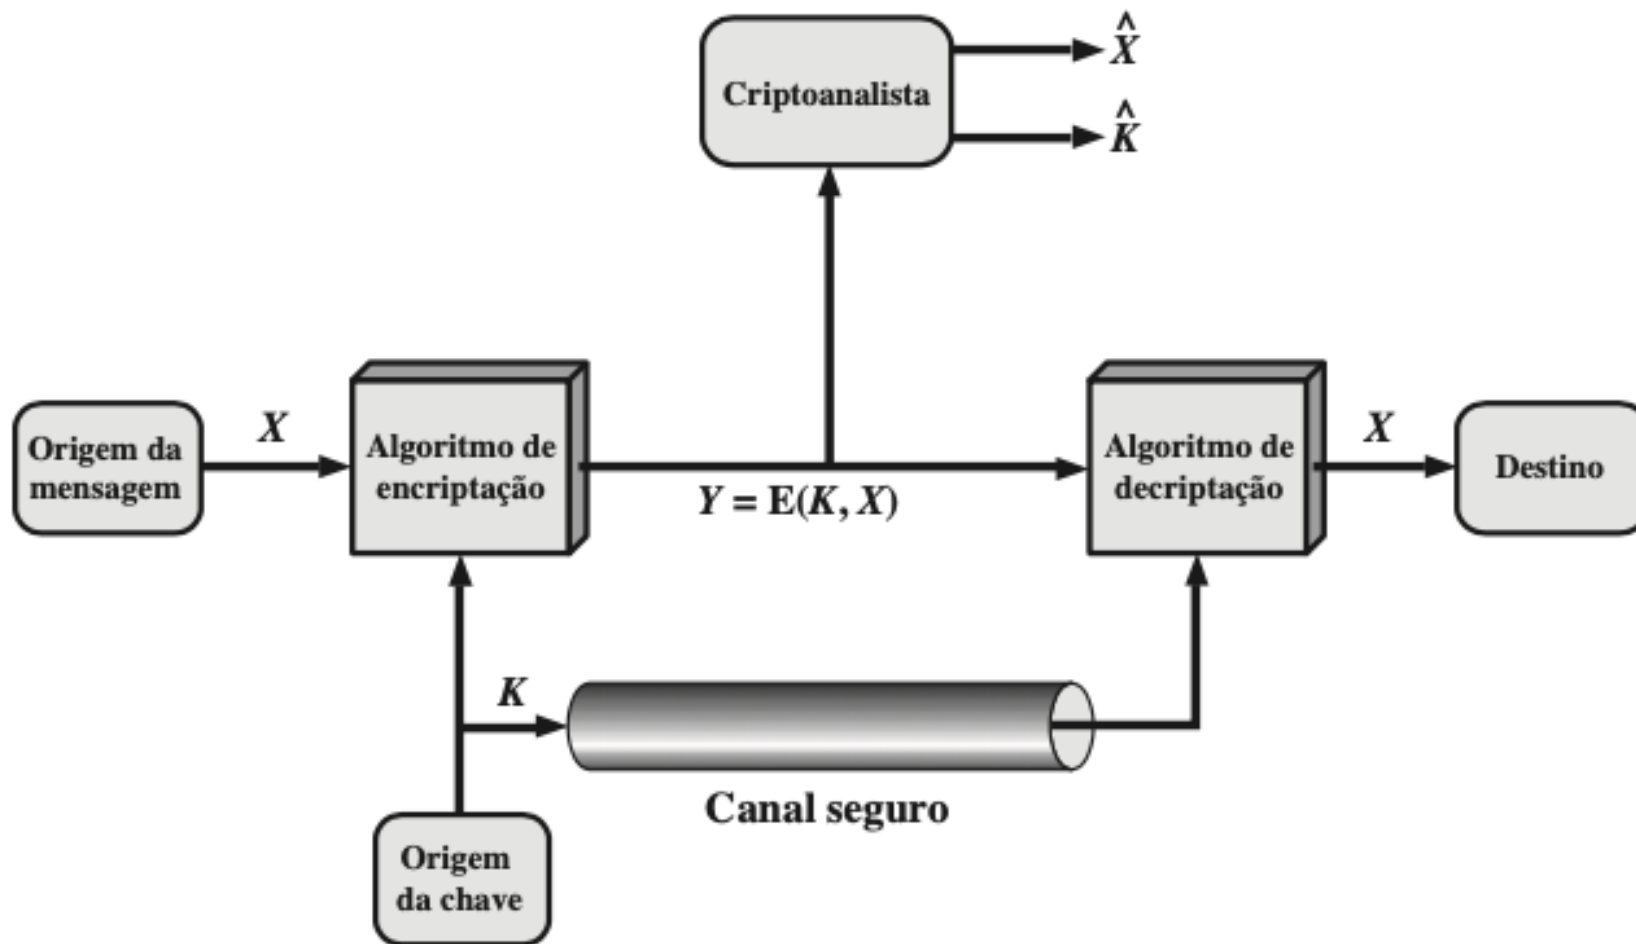 X̂
Criptoanalista
K̂
X
X
Origem da
mensagem
Algoritmo de
encriptação
Algoritmo de
decriptação
Destino
Y = E(K, X)
K
Canal seguro
Origem
da chave